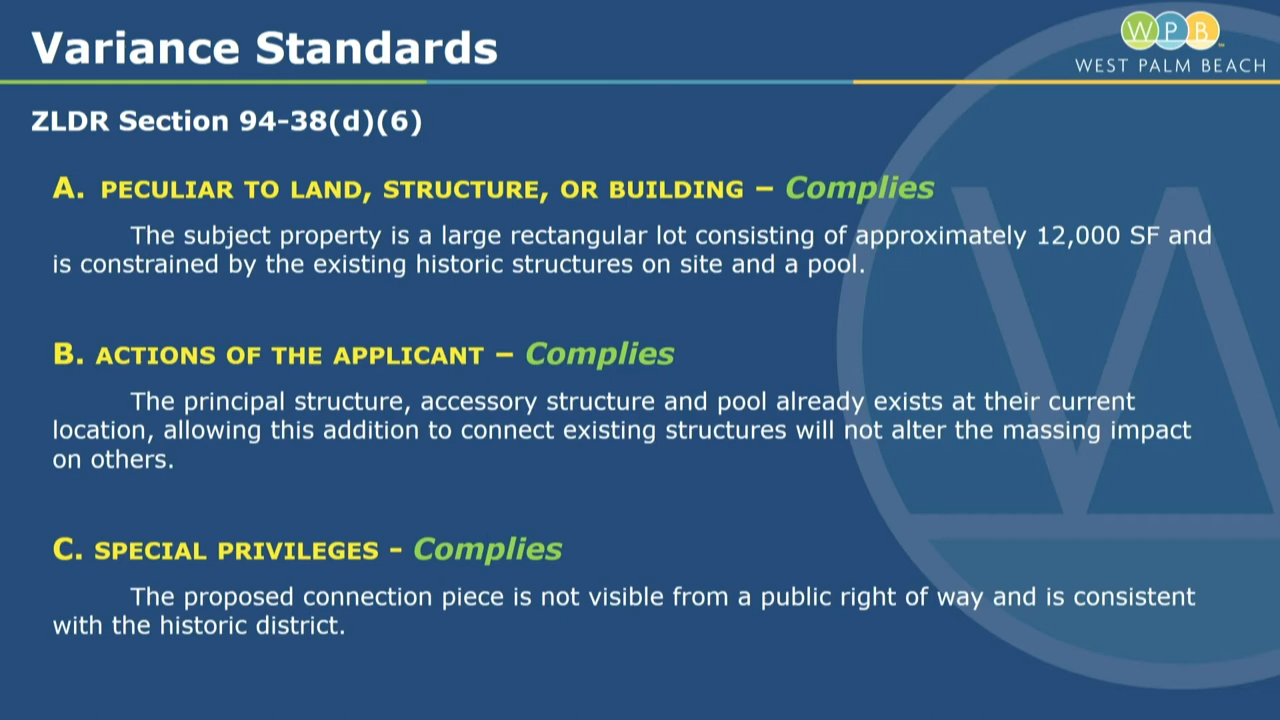 Variance Standards
WPB
WEST PALM BEACH
ZLDR Section 94-38(d)(6)
A. PECULIAR TO LAND, STRUCTURE, OR BUILDING – Complies
The subject property is a large rectangular lot consisting of approximately 12,000 SF and
is constrained by the existing historic structures on site and a pool.
B. ACTIONS OF THE APPLICANT – Complies
The principal structure, accessory structure and pool already exists at their current
location, allowing this addition to connect existing structures will not alter the massing impact
on others.
C. SPECIAL PRIVILEGES - Complies
The proposed connection piece is not visible from a public right of way and is consistent
with the historic district.